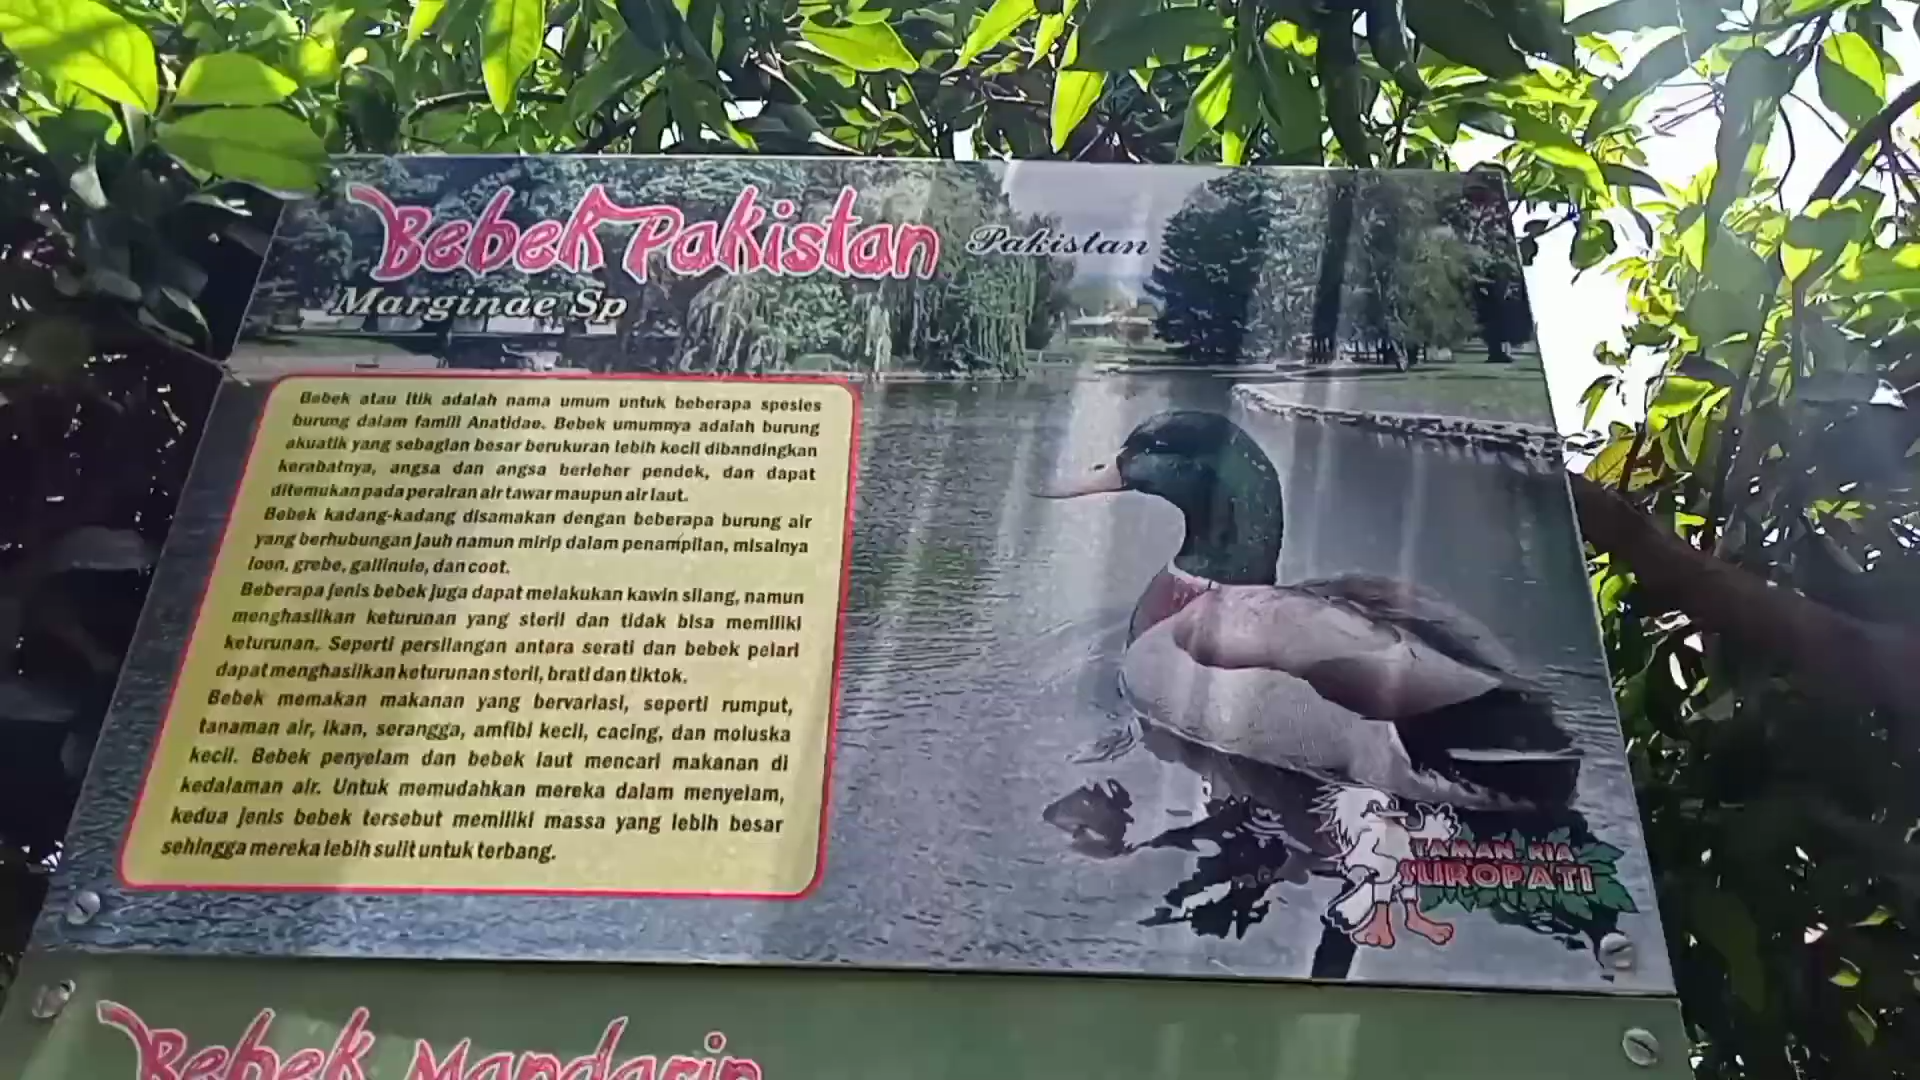 Bebek Pakistan Pakistan
Marginae Sp
Bebek atau Itik adalah nama umum untuk beberapa spesies
burung dalam famili Anatidae. Bebek umumnya adalah burung
akuatik yang sebagian besar berukuran lebih kecil dibandingkan
kerabatnya, angsa dan angsa berleher pendek, dan dapat
ditemukan pada perairan air tawar maupun air laut.
Bebek kadang-kadang disamakan dengan beberapa burung air
yang berhubungan jauh namun mirip dalam penampilan, misalnya
loon, grebe, gallinule, dan coot.
Beberapa jenis bebek juga dapat melakukan kawin silang, namun
menghasilkan keturunan yang steril dan tidak bisa memiliki
keturunan. Seperti persilangan antara serati dan bebek pelari
dapat menghasilkan keturunan steril, brati dan tiktok.
Bebek memakan makanan yang bervariasi, seperti rumput,
tanaman air, ikan, serangga, amfibi kecil, cacing, dan moluska
kecil. Bebek penyelam dan bebek laut mencari makanan di
kedalaman air. Untuk memudahkan mereka dalam menyelam,
kedua jenis bebek tersebut memiliki massa yang lebih besar
sehingga mereka lebih sulit untuk terbang.
TAMAN RIA
SUROPATI
Bebek Mandarin